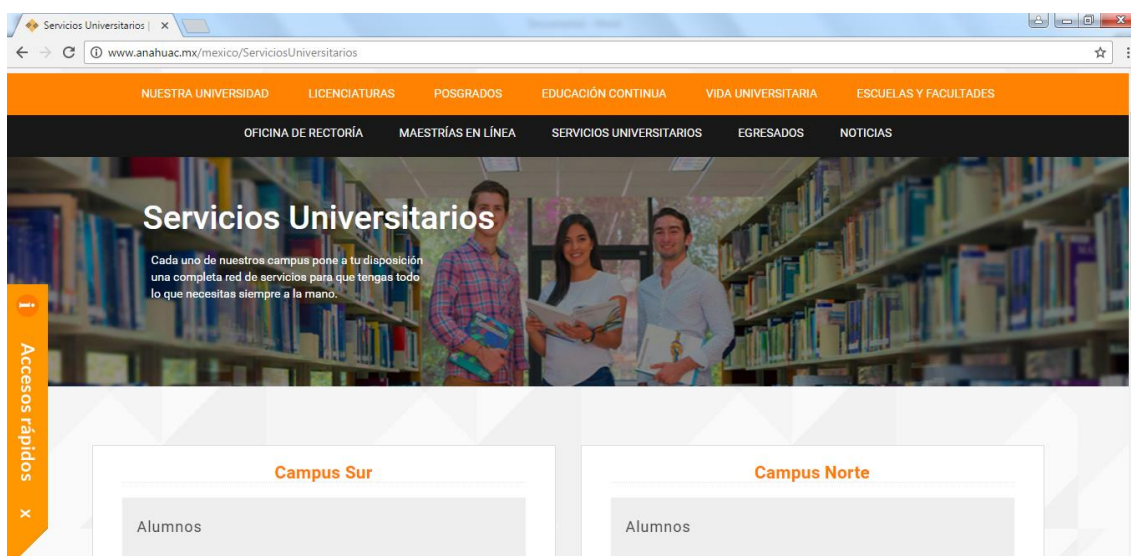 Servicios Universitarios |
www.anahuac.mx/mexico/ServiciosUniversitarios
NUESTRA UNIVERSIDAD LICENCIATURAS POSGRADOS EDUCACIÓN CONTINUA VIDA UNIVERSITARIA ESCUELAS Y FACULTADES
OFICINA DE RECTORÍA MAESTRÍAS EN LÍNEA SERVICIOS UNIVERSITARIOS EGRESADOS NOTICIAS
Servicios Universitarios
Cada uno de nuestros campus pone a tu disposición
una completa red de servicios para que tengas todo
lo que necesitas siempre a la mano.
Accesos rápidos x
Campus Sur
Alumnos
Campus Norte
Alumnos